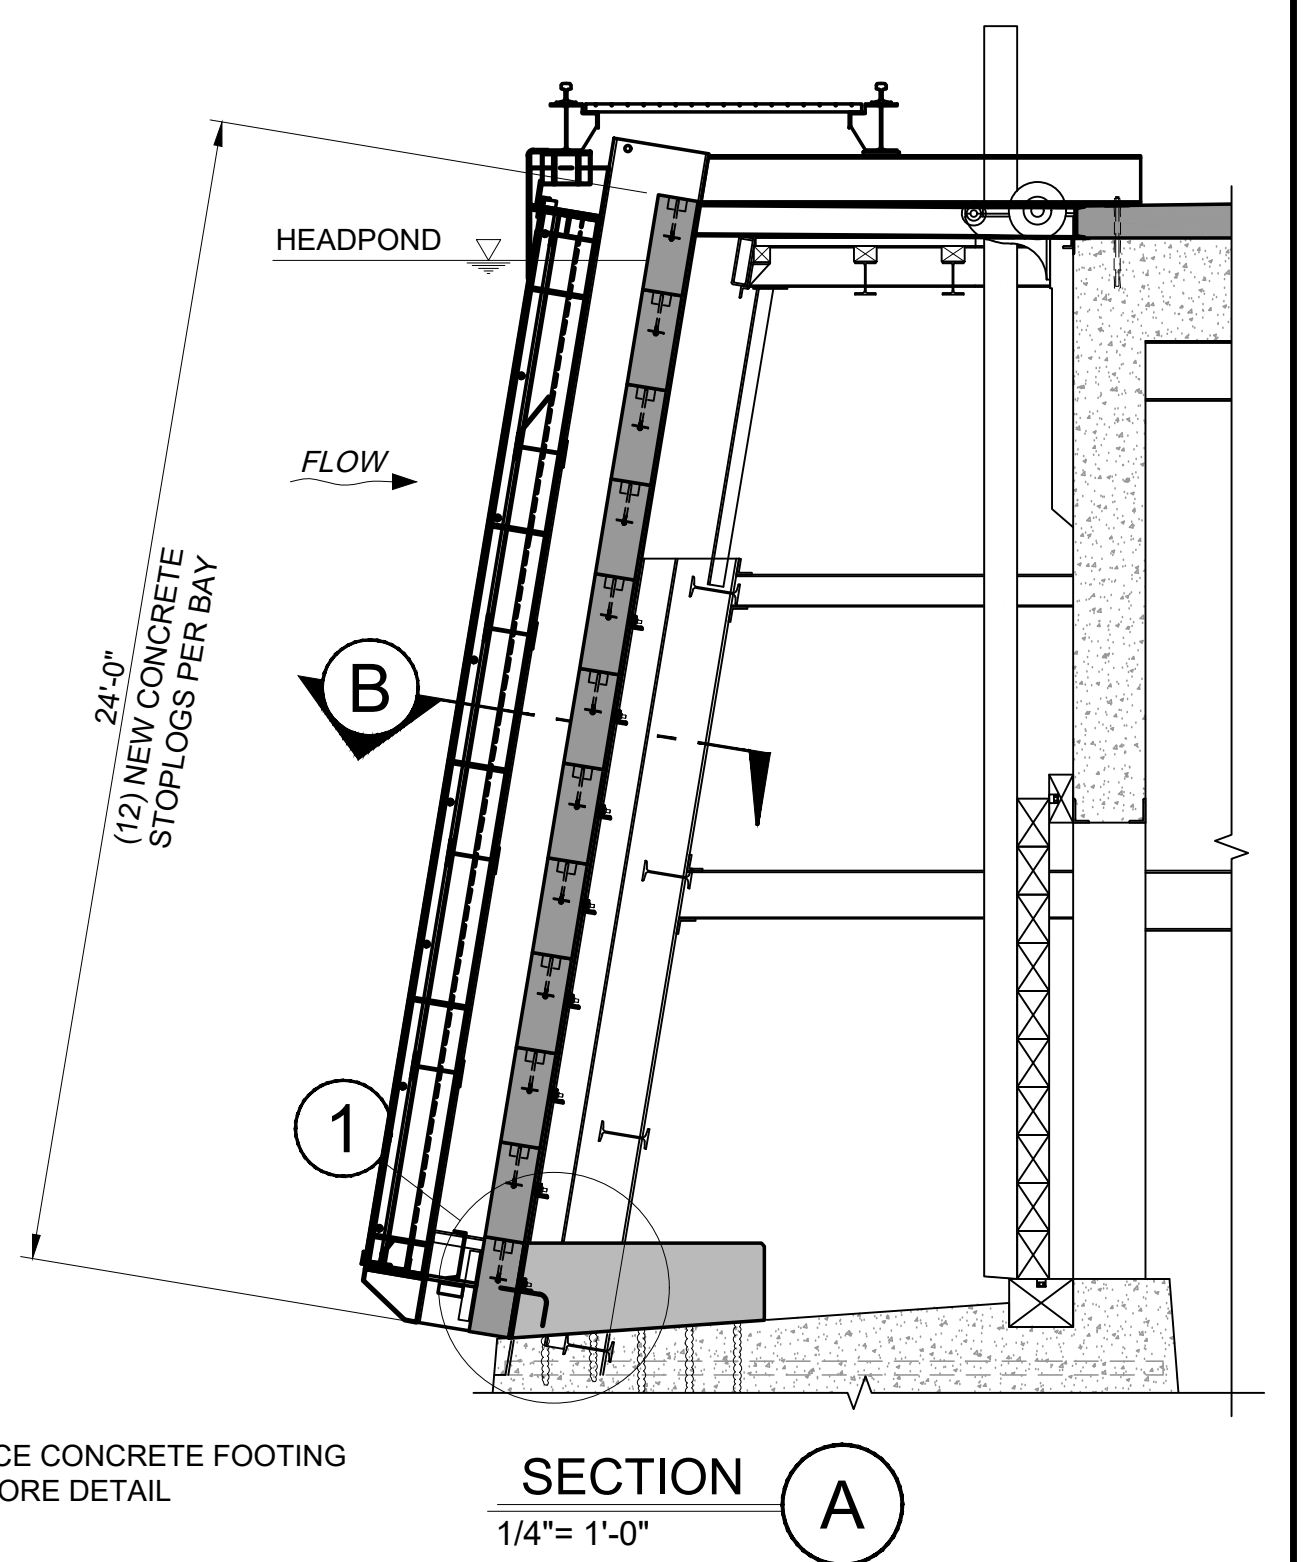 HEADPOND
FLOW
24'-0"
(12) NEW CONCRETE
STOPLOGS PER BAY
B
1
CE CONCRETE FOOTING
ORE DETAIL
SECTION
A
1/4"= 1'-0"